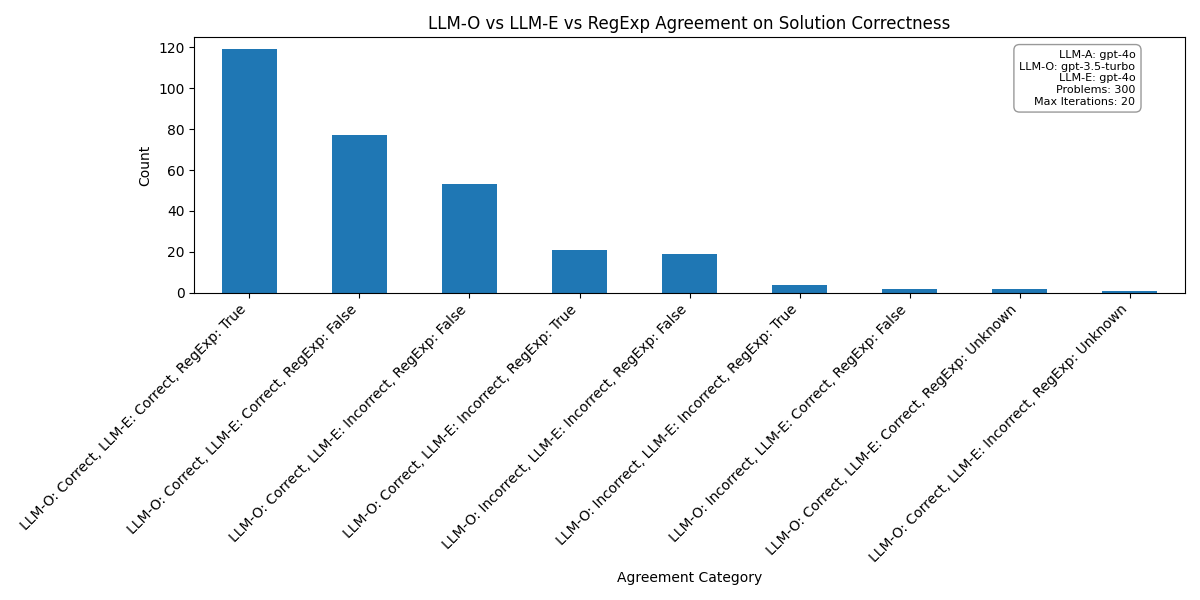 LLM-O vs LLM-E vs RegExp Agreement on Solution Correctness
LLM-A: gpt-4o
LLM-O: gpt-3.5-turbo
LLM-E: gpt-4o
Problems: 300
Max Iterations: 20
Count
120
100
80
60
40
20
0
LLM-O: Correct, LLM-E: Correct, RegExp: True
LLM-O: Correct, LLM-E: Correct, RegExp: False
LLM-O: Correct, LLM-E: Incorrect, RegExp: False
LLM-O: Correct, LLM-E: Incorrect, RegExp: True
LLM-O: Incorrect, LLM-E: Incorrect, RegExp: False
LLM-O: Incorrect, LLM-E: Incorrect, RegExp: True
LLM-O: Incorrect, LLM-E: Correct, RegExp: False
LLM-O: Correct, LLM-E: Correct, RegExp: Unknown
LLM-O: Correct, LLM-E: Incorrect, RegExp: Unknown
Agreement Category